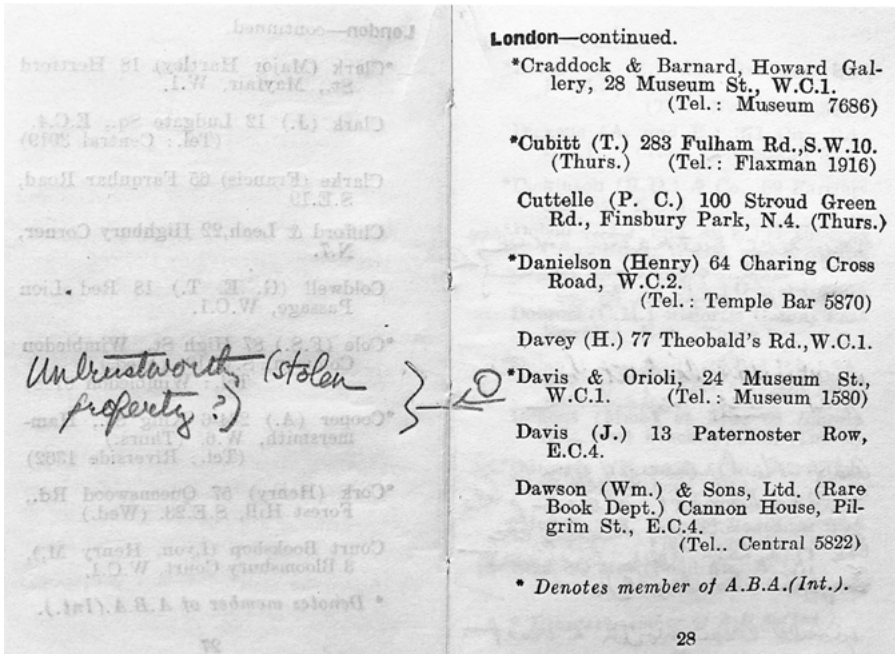 Untrustworthy (stolen
property?)
London—continued.
*Craddock & Barnard, Howard Gal-
lery, 28 Museum St., W.C.1.
(Tel.: Museum 7686)
*Cubitt (T.) 283 Fulham Rd.,S.W.10.
(Thurs.) (Tel.: Flaxman 1916)
Cuttelle (P. C.) 100 Stroud Green
Rd., Finsbury Park, N.4. (Thurs.)
*Danielson (Henry) 64 Charing Cross
Road, W.C.2.
(Tel.: Temple Bar 5870)
Davey (H.) 77 Theobald's Rd.,W.C.1.
*Davis & Orioli, 24 Museum St.,
W.C.1. (Tel.: Museum 1580)
Davis (J.) 13 Paternoster Row,
E.C.4.
Dawson (Wm.) & Sons, Ltd. (Rare
Book Dept.) Cannon House, Pil-
grim St., E.C.4.
(Tel.. Central 5822)
* Denotes member of A.B.A.(Int.).
28